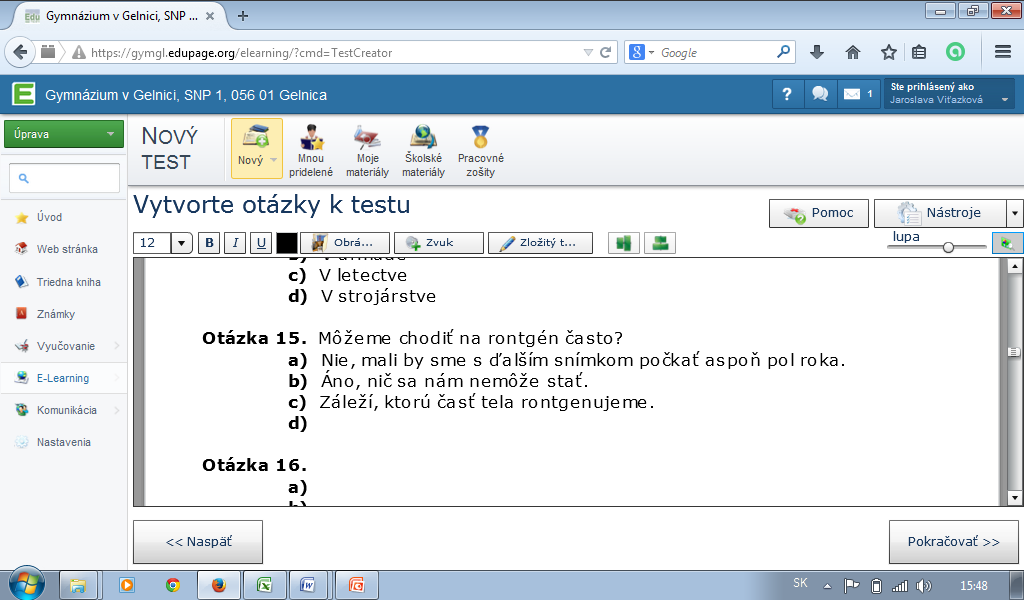 Gymnázium v Gelnici, SNP ...
https://gymgl.edupage.org/elearning/?cmd=TestCreator
Google
Gymnázium v Gelnici, SNP 1, 056 01 Gelnica
?
1
Ste prihlásený ako
Jaroslava Víťazková
Úprava
NOVÝ
TEST
Nový
Mnou
pridelené
Moje
materiály
Školské
materiály
Pracovné
zošity
Úvod
Web stránka
Triedna kniha
Známky
Vyučovanie
E-Learning
Komunikácia
Nastavenia
Vytvorte otázky k testu
Pomoc
Nástroje
12
B
I
U
Obrá...
Zvuk
Zložitý t...
lupa
b) V armáde
c) V letectve
d) V strojárstve
Otázka 15. Môžeme chodiť na rontgén často?
a) Nie, mali by sme s ďalším snímkom počkať aspoň pol roka.
b) Áno, nič sa nám nemôže stať.
c) Záleží, ktorú časť tela rontgenujeme.
d)
Otázka 16.
a)
b)
<< Naspäť
Pokračovať >>
SK
15:48